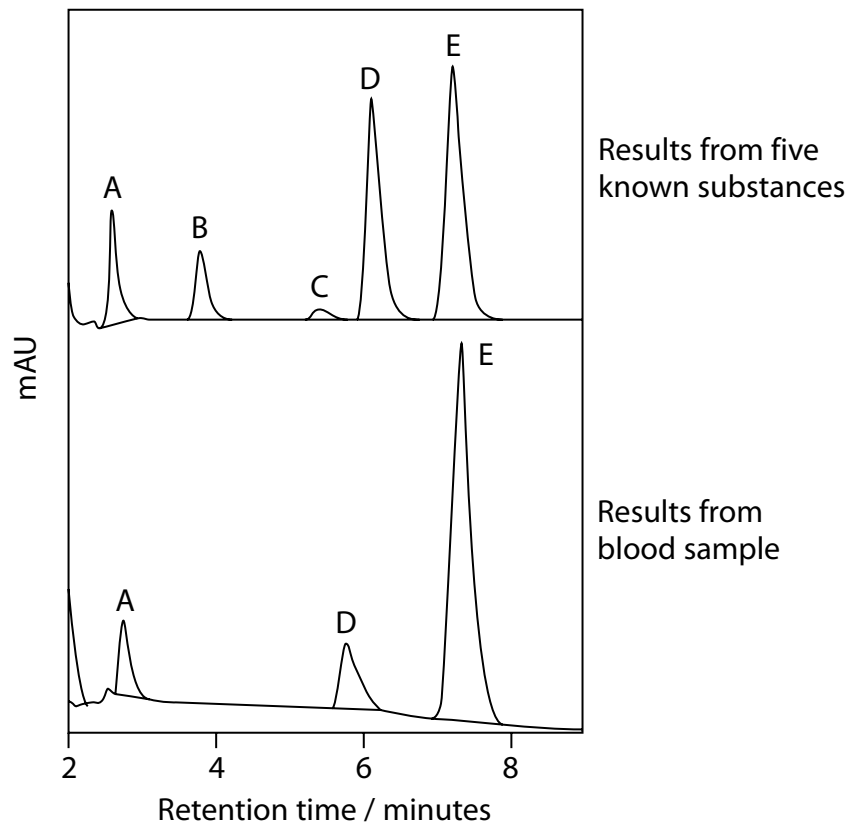 A
B
C
D
E
Results from five
known substances
mAU
A
D
E
Results from
blood sample
2 4 6 8
Retention time / minutes